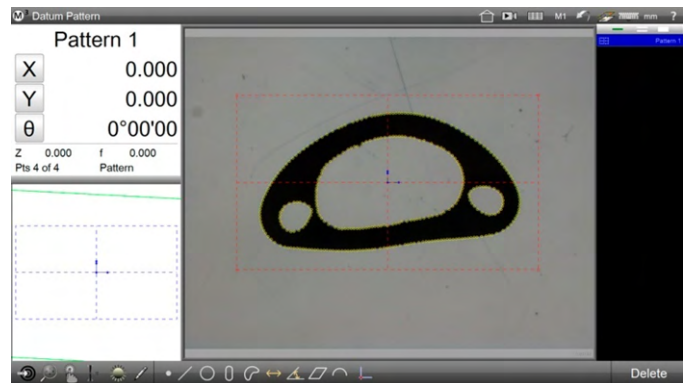 M3 Datum Pattern
M1
mm
?
Pattern 1
X 0.000
Y 0.000
θ 0°00'00
Z 0.000 f 0.000
Pts 4 of 4 Pattern
Pattern 1
Delete